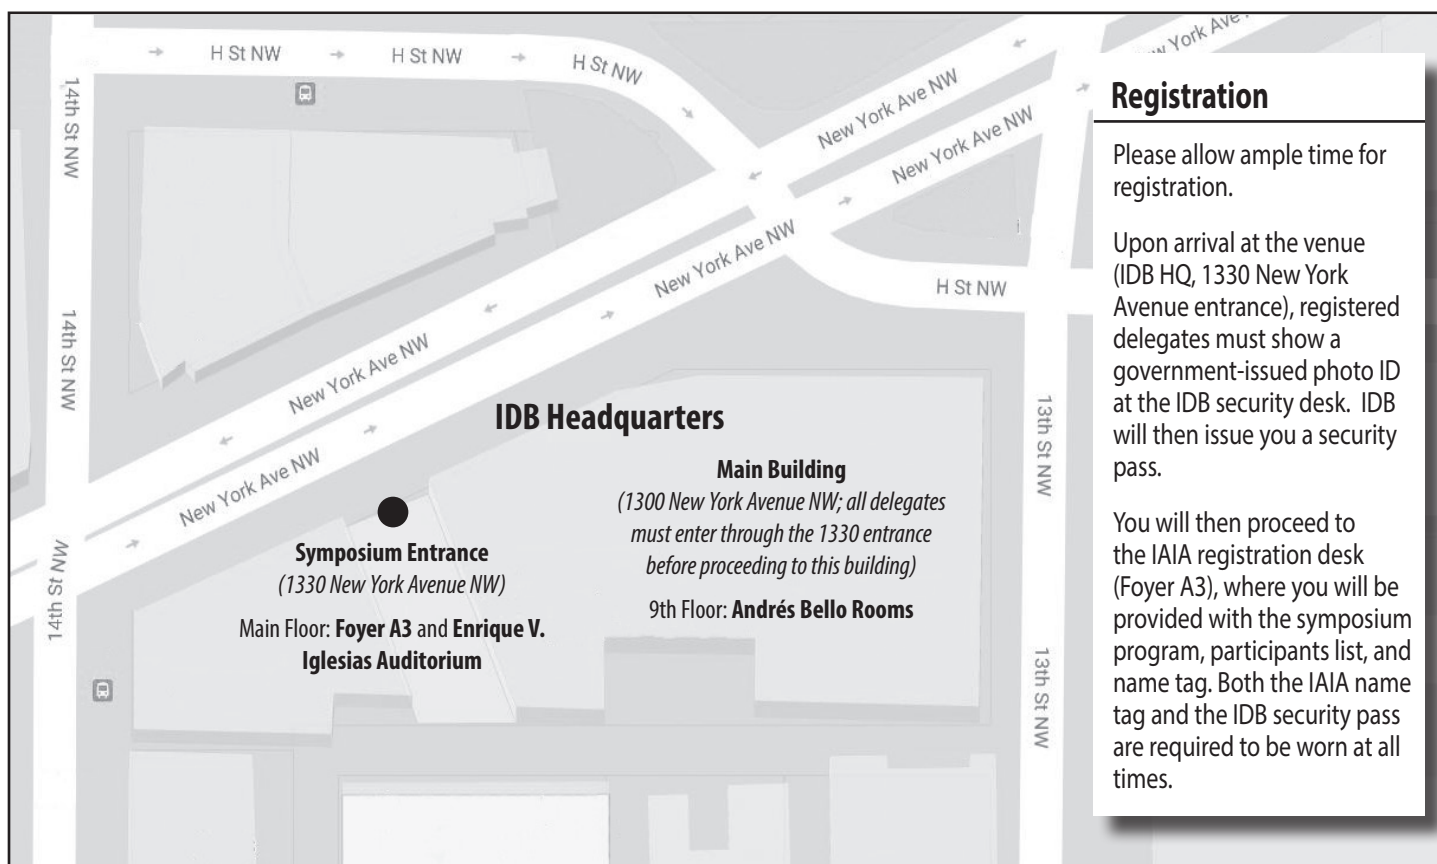 H St NW
H St NW
H St NW
New York Ave NW
New York Ave NW
New York Ave
14th St NW
New York Ave NW
H St NW
14th St NW
New York Ave NW
New York Ave NW
14th St NW
13th St NW
13th St NW
IDB Headquarters
Main Building
(1300 New York Avenue NW; all delegates
must enter through the 1330 entrance
before proceeding to this building)
9th Floor: Andrés Bello Rooms
Symposium Entrance
(1330 New York Avenue NW)
Main Floor: Foyer A3 and Enrique V.
Iglesias Auditorium
Registration
Please allow ample time for
registration.
Upon arrival at the venue
(IDB HQ, 1330 New York
Avenue entrance), registered
delegates must show a
government-issued photo ID
at the IDB security desk.  IDB
will then issue you a security
pass.
You will then proceed to
the IAIA registration desk
(Foyer A3), where you will be
provided with the symposium
program, participants list, and
name tag. Both the IAIA name
tag and the IDB security pass
are required to be worn at all
times.